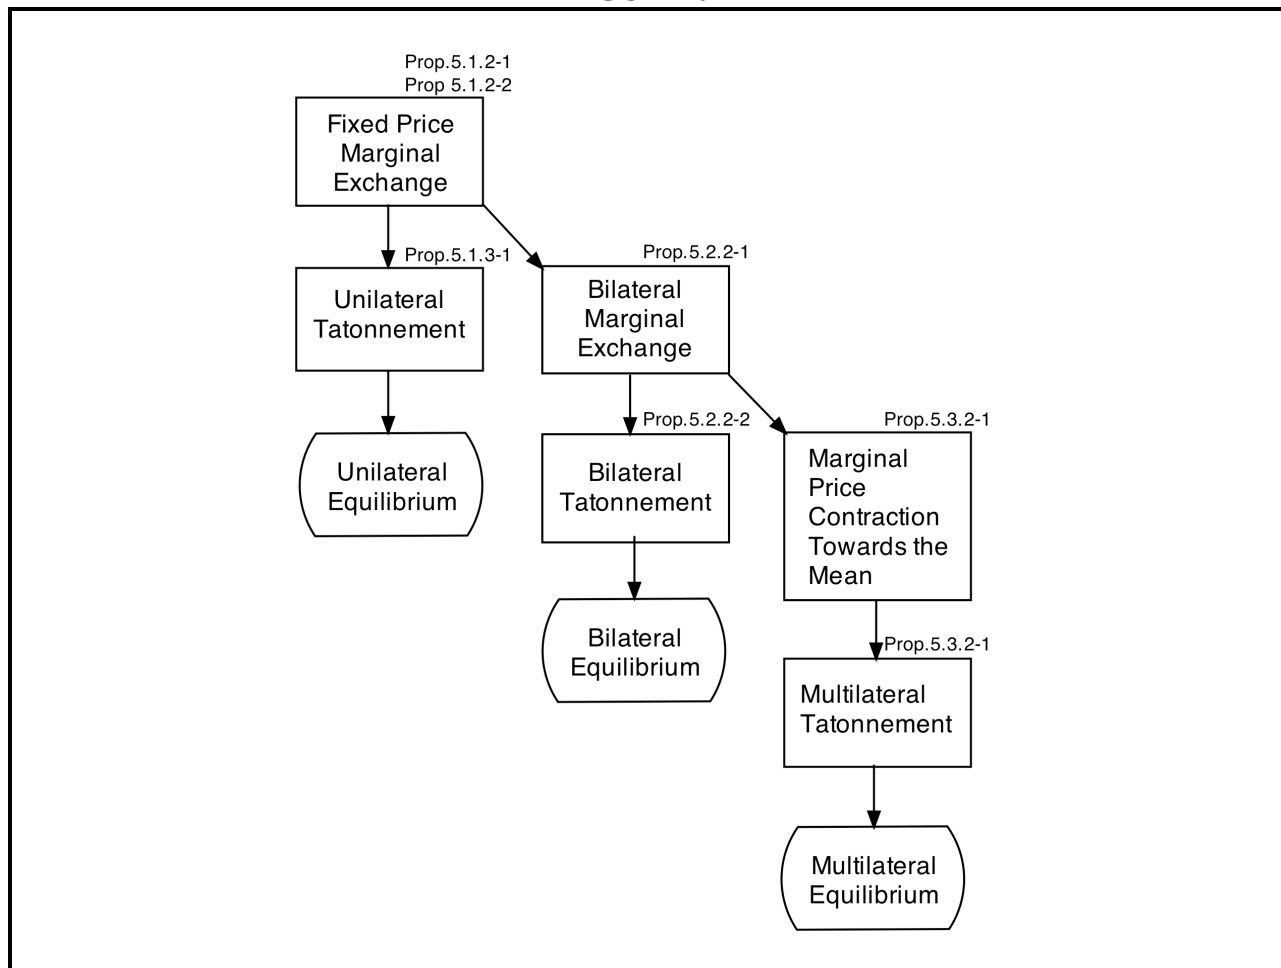 Prop.5.1.2-1
Prop 5.1.2-2
Fixed Price
Marginal
Exchange
Prop.5.1.3-1
Unilateral
Tatonnement
Unilateral
Equilibrium
Prop.5.2.2-1
Bilateral
Marginal
Exchange
Prop.5.2.2-2
Bilateral
Tatonnement
Bilateral
Equilibrium
Prop.5.3.2-1
Marginal
Price
Contraction
Towards the
Mean
Prop.5.3.2-1
Multilateral
Tatonnement
Multilateral
Equilibrium